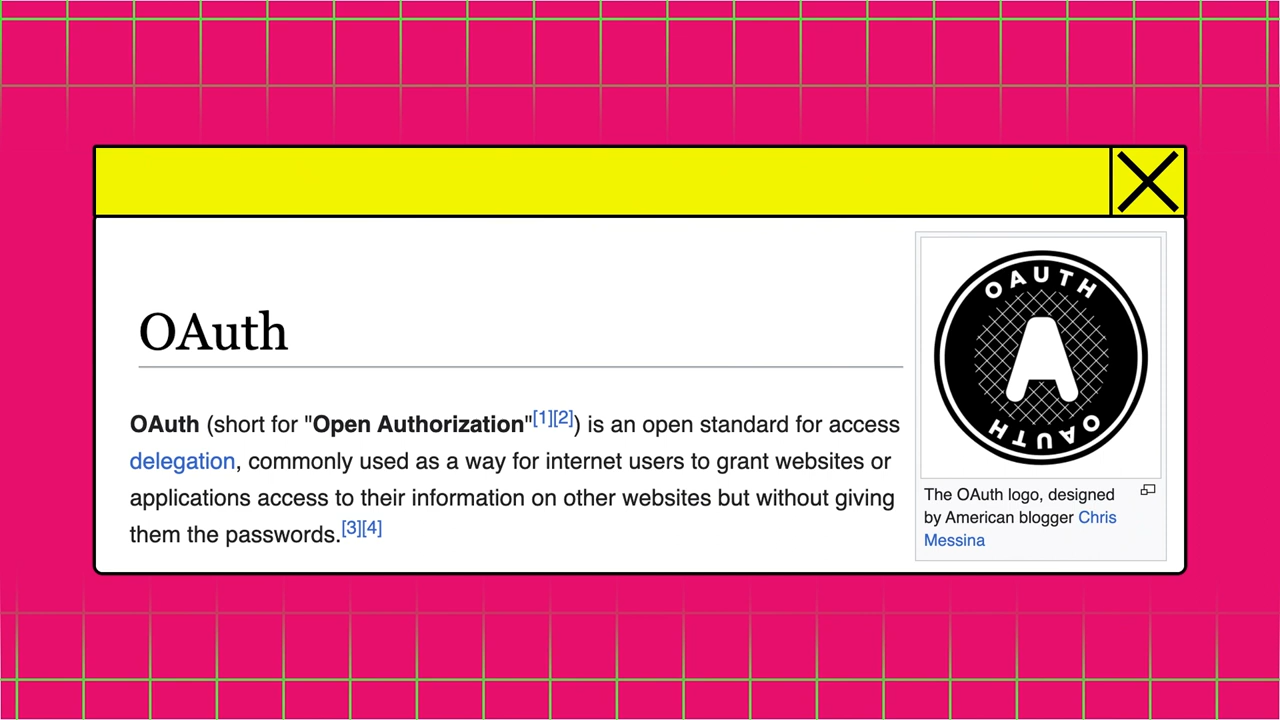 OAuth
OAuth (short for "Open Authorization"[1][2]) is an open standard for access
delegation, commonly used as a way for internet users to grant websites or
applications access to their information on other websites but without giving
them the passwords.[3][4]
OAUTH
A
OAUTH
The OAuth logo, designed
by American blogger Chris
Messina